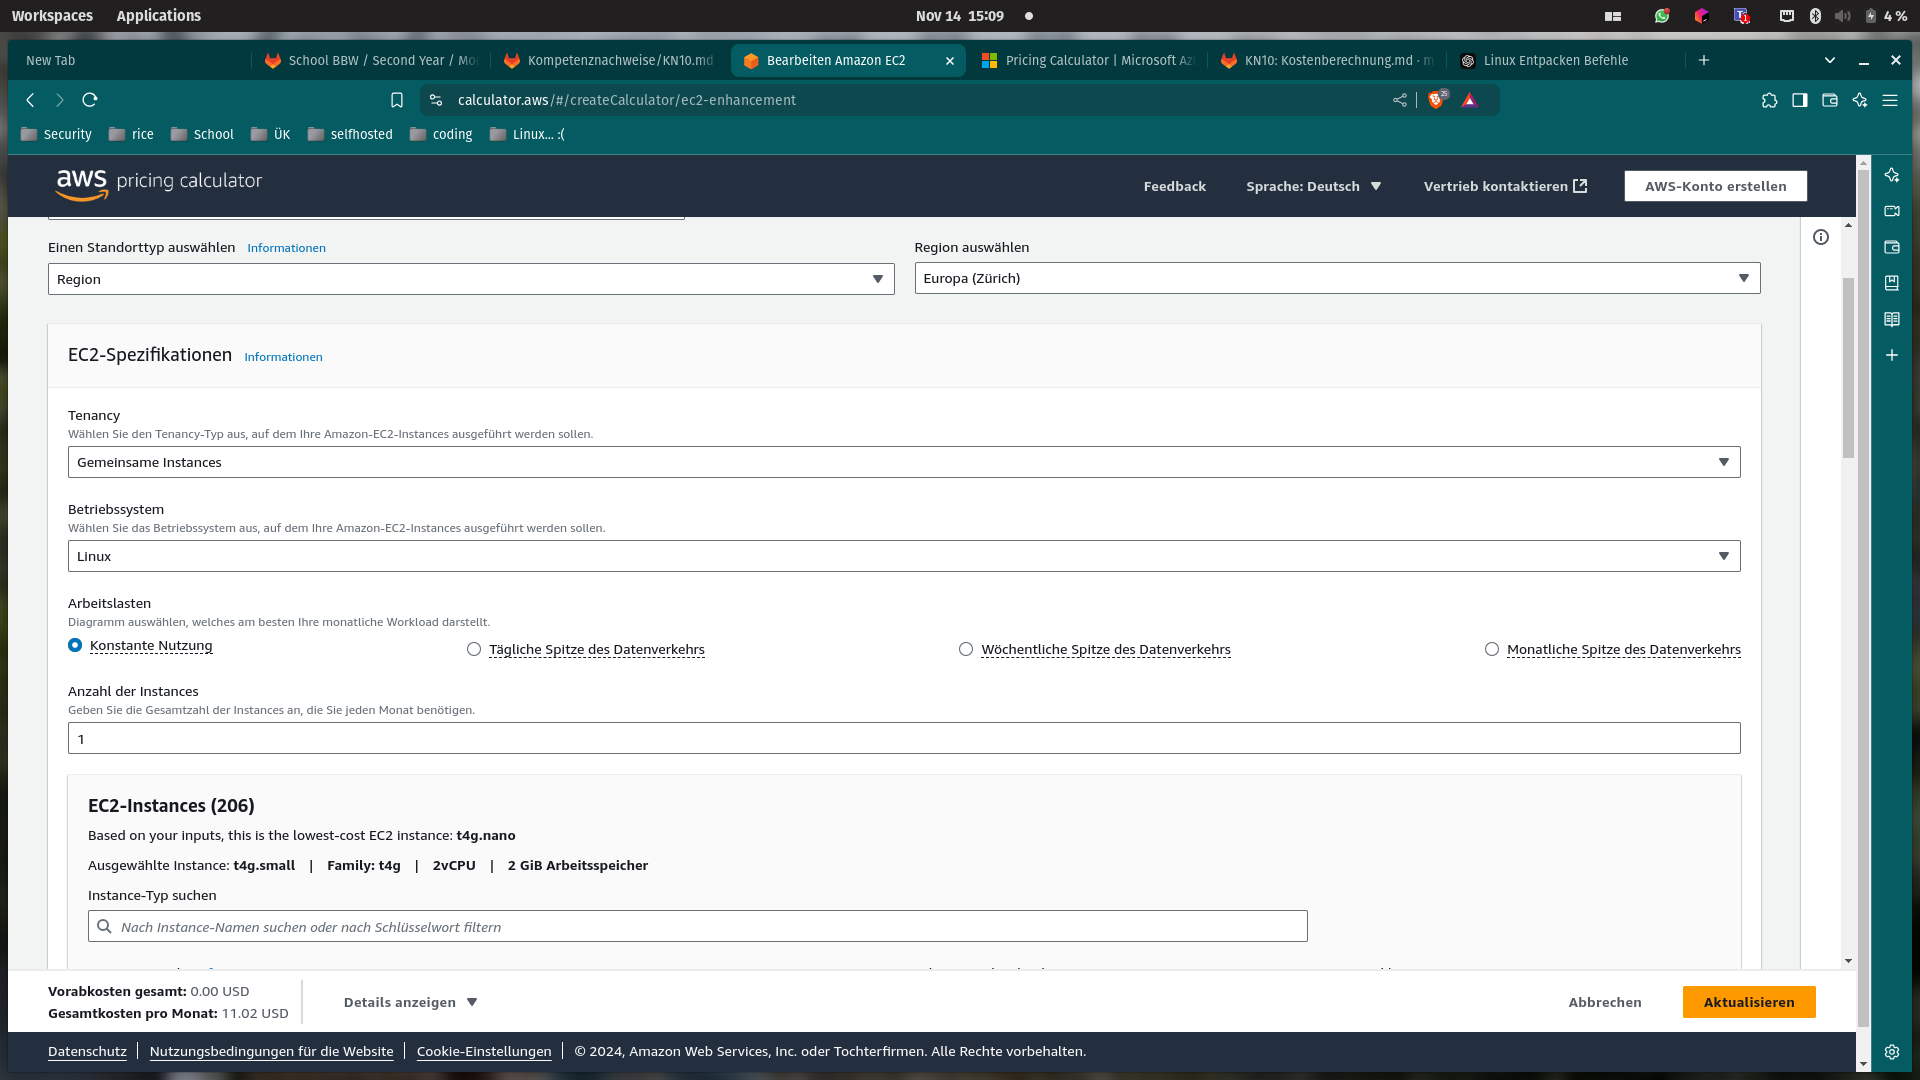 Workspaces Applications Nov 14 15:09 4 %
New Tab School BBW / Second Year / Mo Kompetenznachweise/KN10.md Bearbeiten Amazon EC2 Pricing Calculator | Microsoft Az KN10: Kostenberechnung.md · m Linux Entpacken Befehle
calculator.aws/#/createCalculator/ec2-enhancement 25
Security rice School ÜK selfhosted coding Linux... :(
aws pricing calculator Feedback Sprache: Deutsch Vertrieb kontaktieren AWS-Konto erstellen
Einen Standorttyp auswählen Informationen Region auswählen
Region Europa (Zürich)
EC2-Spezifikationen Informationen
Tenancy
Wählen Sie den Tenancy-Typ aus, auf dem Ihre Amazon-EC2-Instances ausgeführt werden sollen.
Gemeinsame Instances
Betriebssystem
Wählen Sie das Betriebssystem aus, auf dem Ihre Amazon-EC2-Instances ausgeführt werden sollen.
Linux
Arbeitslasten
Diagramm auswählen, welches am besten Ihre monatliche Workload darstellt.
Konstante Nutzung Tägliche Spitze des Datenverkehrs Wöchentliche Spitze des Datenverkehrs Monatliche Spitze des Datenverkehrs
Anzahl der Instances
Geben Sie die Gesamtzahl der Instances an, die Sie jeden Monat benötigen.
1
EC2-Instances (206)
Based on your inputs, this is the lowest-cost EC2 instance: t4g.nano
Ausgewählte Instance: t4g.small | Family: t4g | 2vCPU | 2 GiB Arbeitsspeicher
Instance-Typ suchen
Nach Instance-Namen suchen oder nach Schlüsselwort filtern
Vorabkosten gesamt: 0.00 USD
Gesamtkosten pro Monat: 11.02 USD
Details anzeigen Abbrechen Aktualisieren
Datenschutz | Nutzungsbedingungen für die Website | Cookie-Einstellungen | © 2024, Amazon Web Services, Inc. oder Tochterfirmen. Alle Rechte vorbehalten.